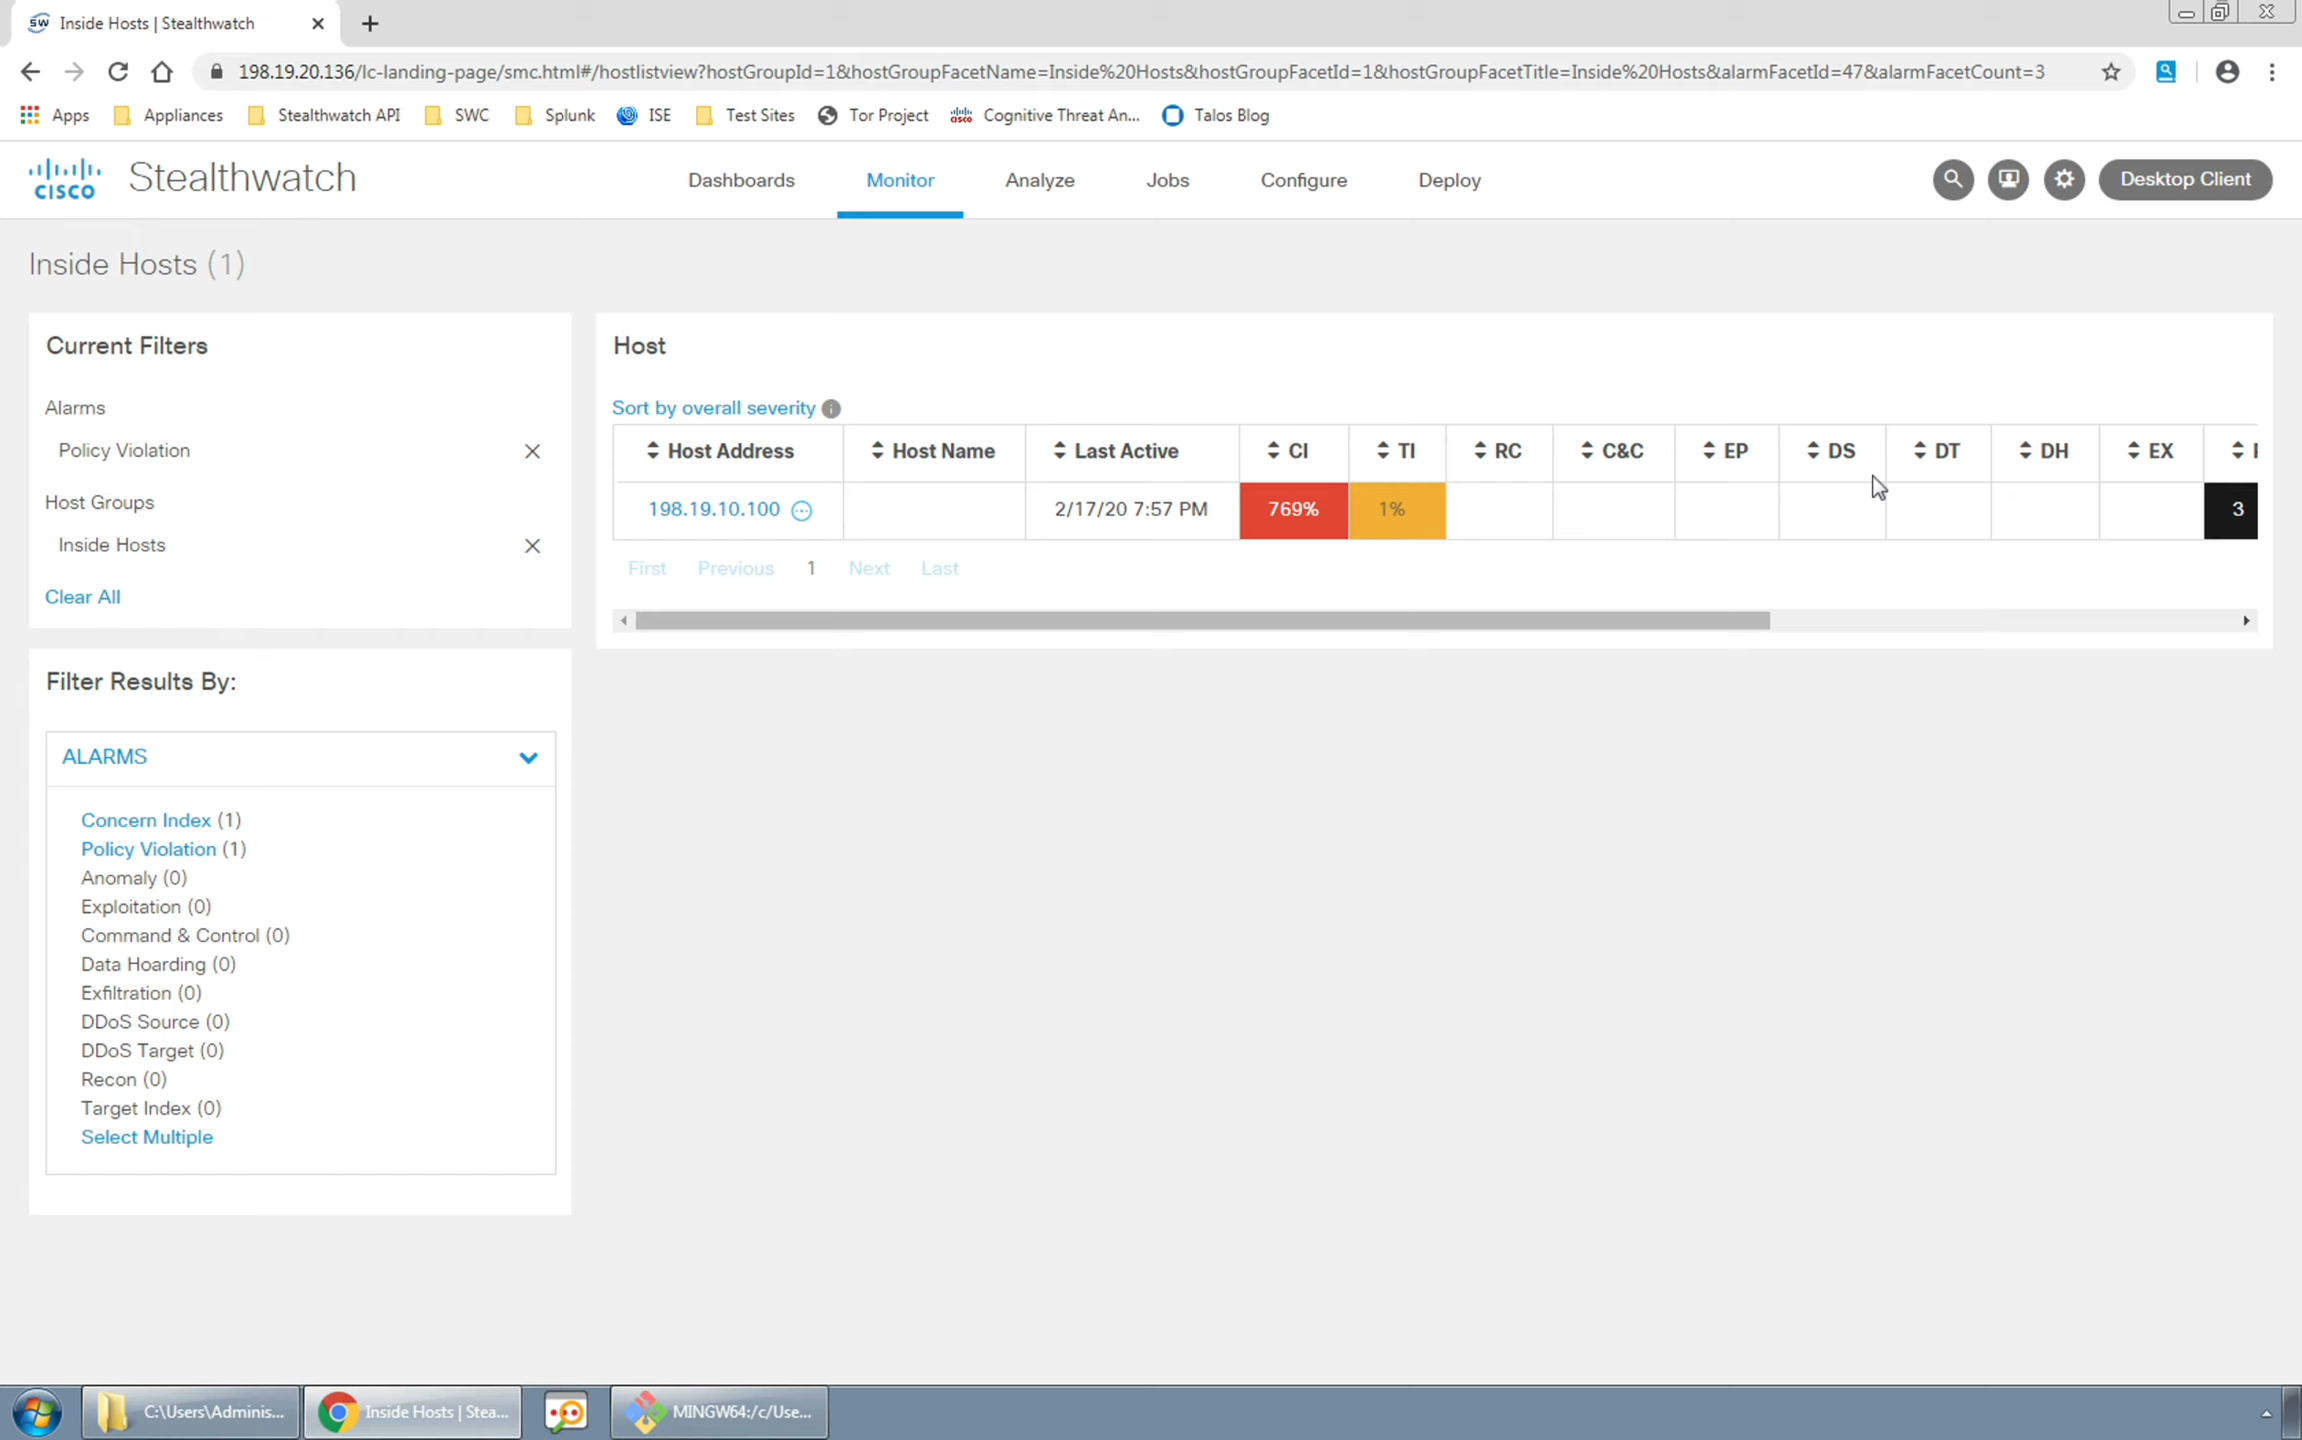 Inside Hosts | Stealthwatch
198.19.20.136/lc-landing-page/smc.html#/hostlistview?hostGroupId=1&hostGroupFacetName=Inside%20Hosts&hostGroupFacetId=1&hostGroupFacetTitle=Inside%20Hosts&alarmFacetId=47&alarmFacetCount=3
Apps Appliances Stealthwatch API SWC Splunk ISE Test Sites Tor Project Cognitive Threat An... Talos Blog
CISCO Stealthwatch Dashboards Monitor Analyze Jobs Configure Deploy Desktop Client
Inside Hosts (1)
Current Filters
Alarms
Policy Violation
Host Groups
Inside Hosts
Clear All
Host
Sort by overall severity
Host Address Host Name Last Active CI TI RC C&C EP DS DT DH EX
198.19.10.100 2/17/20 7:57 PM 769% 1% 3
First Previous 1 Next Last
Filter Results By:
ALARMS
Concern Index (1)
Policy Violation (1)
Anomaly (0)
Exploitation (0)
Command & Control (0)
Data Hoarding (0)
Exfiltration (0)
DDoS Source (0)
DDoS Target (0)
Recon (0)
Target Index (0)
Select Multiple
C:\Users\Adminis... Inside Hosts | Stea... MINGW64:/c/Use...